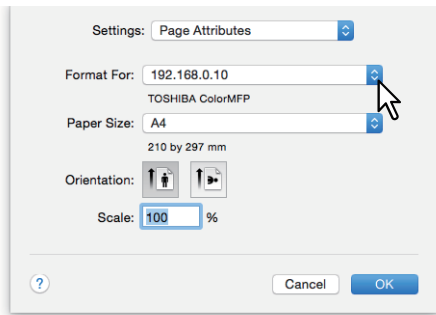 Settings: Page Attributes
Format For: 192.168.0.10
TOSHIBA ColorMFP
Paper Size: A4
210 by 297 mm
Orientation:
Scale: 100 %
? Cancel OK